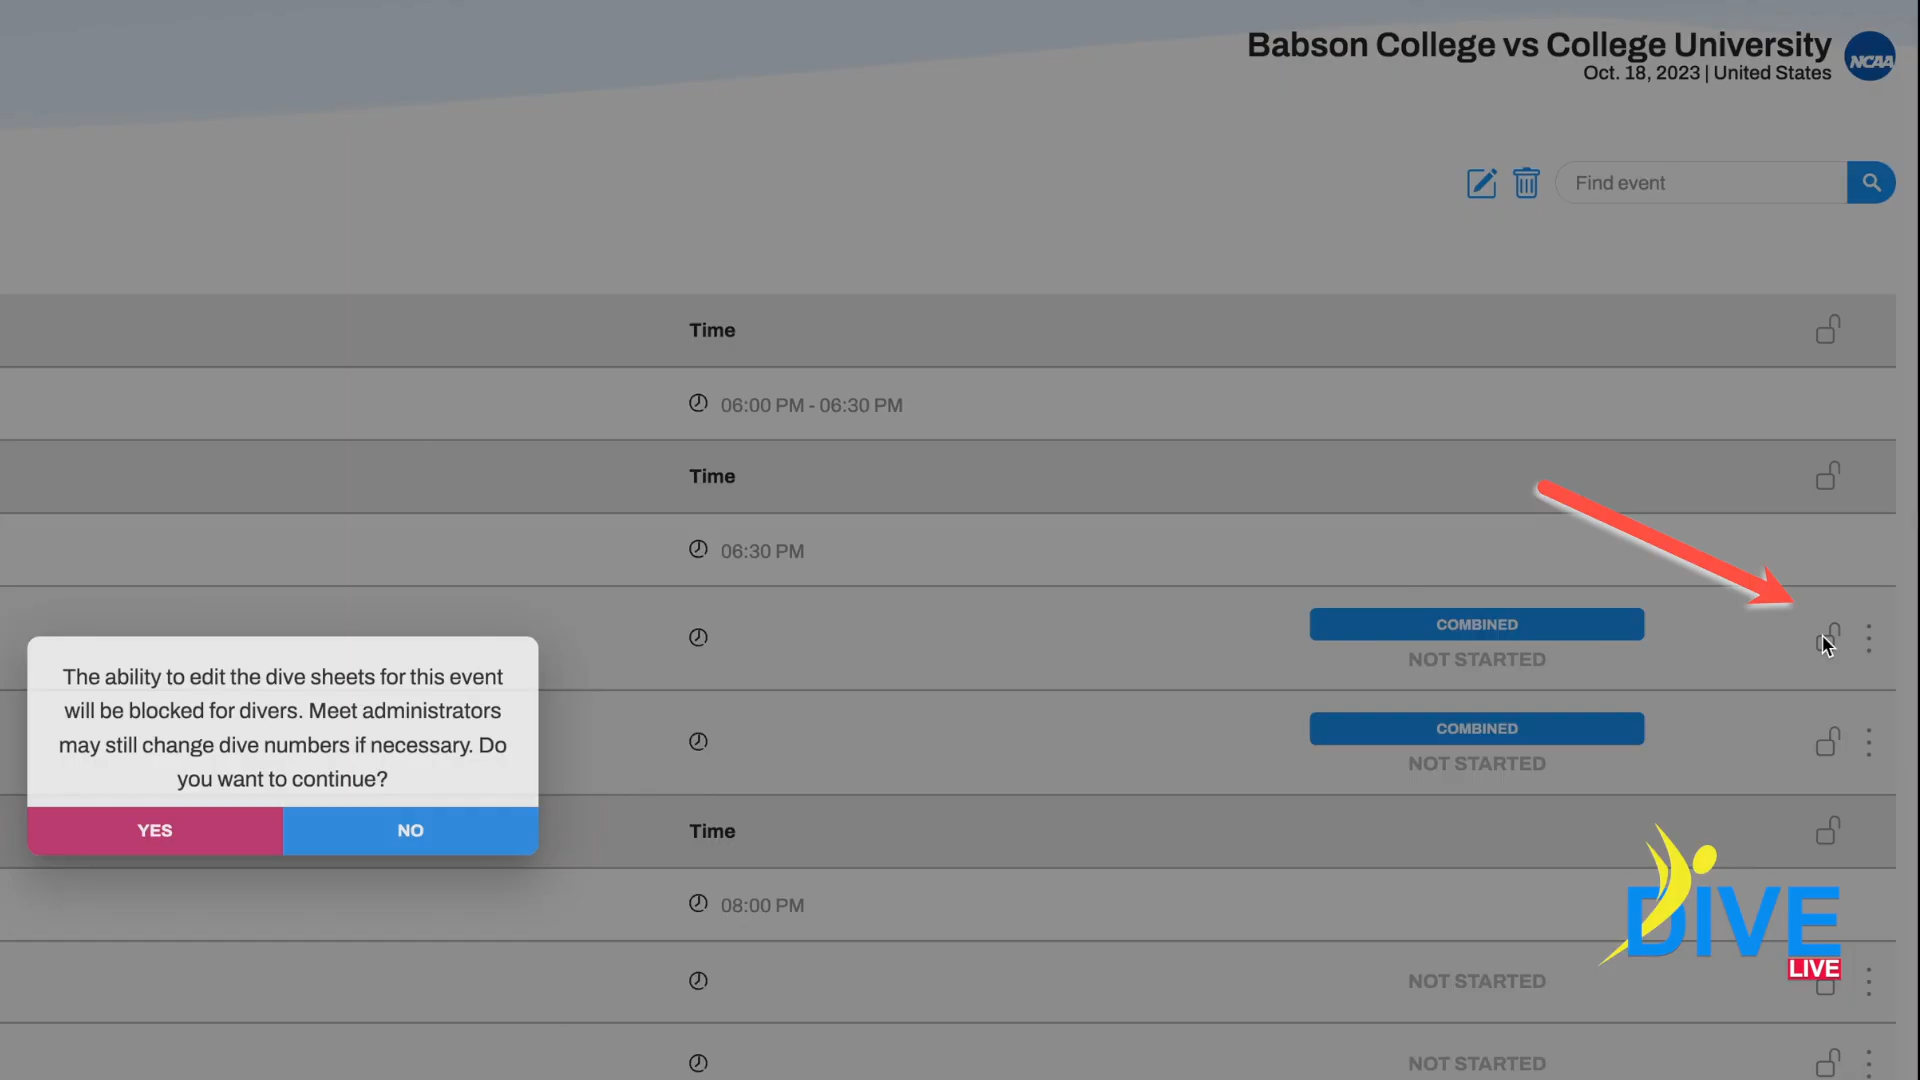 Babson College vs College University
Oct. 18, 2023 | United States
NCAA
Find event
Time
06:00 PM - 06:30 PM
Time
06:30 PM
COMBINED
NOT STARTED
The ability to edit the dive sheets for this event
will be blocked for divers. Meet administrators
may still change dive numbers if necessary. Do
you want to continue?
YES
NO
COMBINED
NOT STARTED
Time
08:00 PM
DIVE
LIVE
NOT STARTED
NOT STARTED